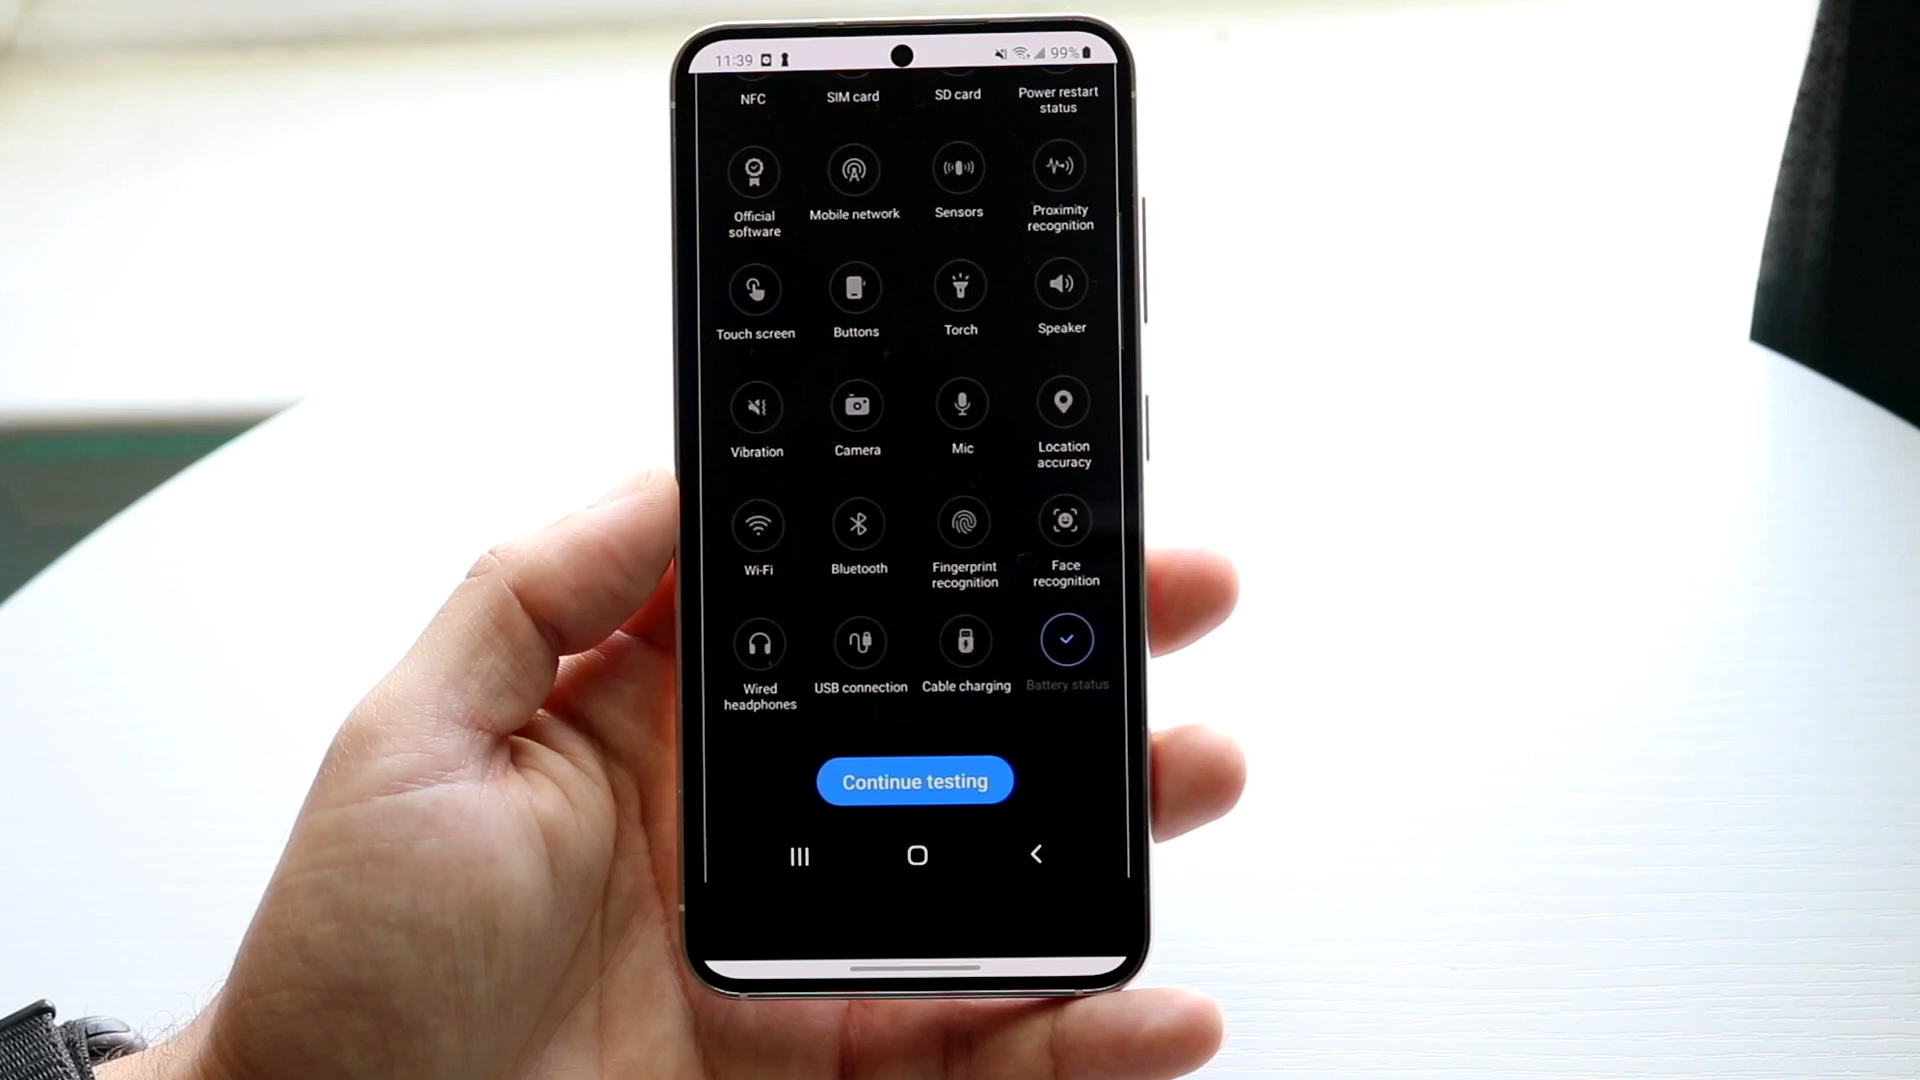 11:39 99%
NFC SIM card SD card Power restart
status
Official Mobile network Sensors Proximity
software recognition
Touch screen Buttons Torch Speaker
Vibration Camera Mic Location
accuracy
Wi-Fi Bluetooth Fingerprint Face
recognition recognition
Wired USB connection Cable charging Battery status
headphones
Continue testing